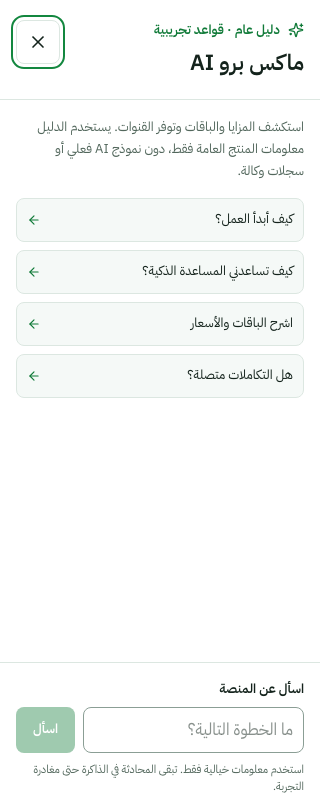 دليل عام · قواعد تجريبية
ماكس برو AI
استكشف المزايا والباقات وتوفر القنوات. يستخدم الدليل
معلومات المنتج العامة فقط، دون نموذج AI فعلي أو
سجلات وكالة.
كيف أبدأ العمل؟
كيف تساعدني المساعدة الذكية؟
اشرح الباقات والأسعار
هل التكاملات متصلة؟
اسأل عن المنصة
ما الخطوة التالية؟
اسأل
استخدم معلومات خيالية فقط. تبقى المحادثة في الذاكرة حتى مغادرة
التجربة.